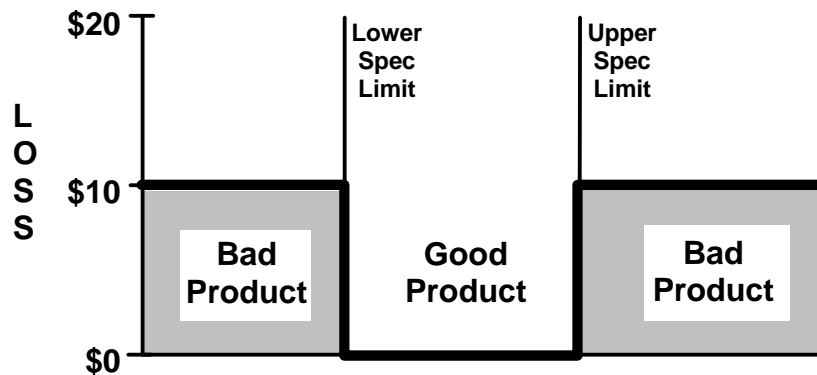 $20
Lower
Spec
Limit
Upper
Spec
Limit
L
O
S
S
$10
Bad
Product
Good
Product
Bad
Product
$0